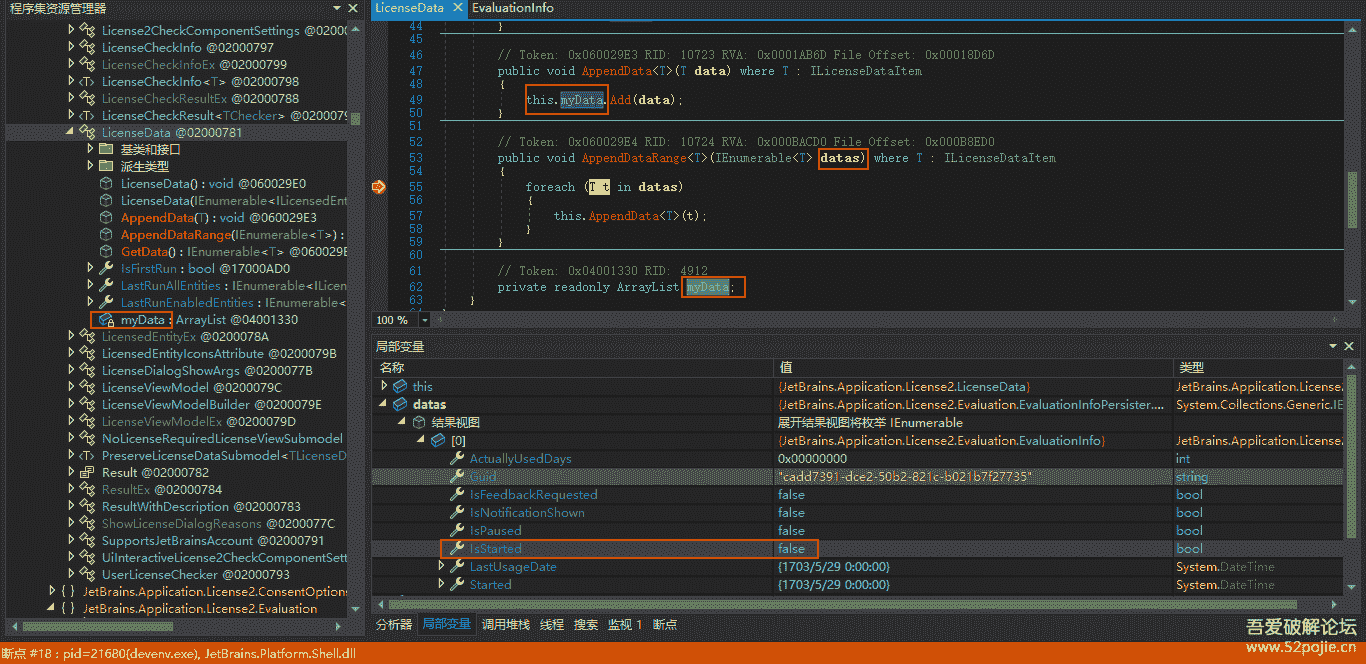 程序集资源管理器
License2CheckComponentSettings @0200
LicenseCheckInfo @02000797
LicenseCheckInfoEx @02000799
LicenseCheckInfo<T> @02000798
LicenseCheckResultEx @02000788
LicenseCheckResult<TChecker> @0200079
LicenseData @02000781
基类和接口
派生类型
LicenseData() : void @060029E0
LicenseData(IEnumerable<ILicensedEnt
AppendData(T) : void @060029E3
AppendDataRange(IEnumerable<T>) :
GetData() : IEnumerable<T> @060029E
IsFirstRun : bool @17000AD0
LastRunAllEntities : IEnumerable<ILicen
LastRunEnabledEntities : IEnumerable<
myData : ArrayList @04001330
LicensedEntityEx @0200078A
LicensedEntityIconsAttribute @0200079B
LicenseDialogShowArgs @0200077B
LicenseViewModel @0200079C
LicenseViewModelBuilder @0200079E
LicenseViewModelEx @0200079D
NoLicenseRequiredLicenseViewSubmodel
PreserveLicenseDataSubmodel<TLicenseD
Result @02000782
ResultEx @02000784
ResultWithDescription @02000783
ShowLicenseDialogReasons @0200077C
SupportsJetBrainsAccount @02000791
UiInteractiveLicense2CheckComponentSett
UserLicenseChecker @02000793
{ } JetBrains.Application.License2.ConsentOptions
{ } JetBrains.Application.License2.Evaluation
LicenseData EvaluationInfo
44 }
45
46 // Token: 0x060029E3 RID: 10723 RVA: 0x0001AB6D File Offset: 0x00018D6D
47 public void AppendData<T>(T data) where T : ILicenseDataItem
48 {
49 this.myData.Add(data);
50 }
51
52 // Token: 0x060029E4 RID: 10724 RVA: 0x000BACD0 File Offset: 0x000B8ED0
53 public void AppendDataRange<T>(IEnumerable<T> datas) where T : ILicenseDataItem
54 {
55 foreach (T t in datas)
56 {
57 this.AppendData<T>(t);
58 }
59 }
60
61 // Token: 0x04001330 RID: 4912
62 private readonly ArrayList myData;
63 }
100 %
局部变量
名称 值 类型
this {JetBrains.Application.License2.LicenseData} JetBrains.Application.License
datas {JetBrains.Application.License2.Evaluation.EvaluationInfoPersister.... System.Collections.Generic.IE
结果视图 展开结果视图将枚举 IEnumerable
[0] {JetBrains.Application.License2.Evaluation.EvaluationInfo} JetBrains.Application.License
ActuallyUsedDays 0x00000000 int
Guid "cadd7391-dce2-50b2-821c-b021b7f27735" string
IsFeedbackRequested false bool
IsNotificationShown false bool
IsPaused false bool
IsStarted false bool
LastUsageDate {1703/5/29 0:00:00} System.DateTime
Started {1703/5/29 0:00:00} System.DateTime
分析器 局部变量 调用堆栈 线程 搜索 监视 1 断点
吾爱破解论坛
www.52pojie.cn
断点 #18 : pid=21680(devenv.exe), JetBrains.Platform.Shell.dll